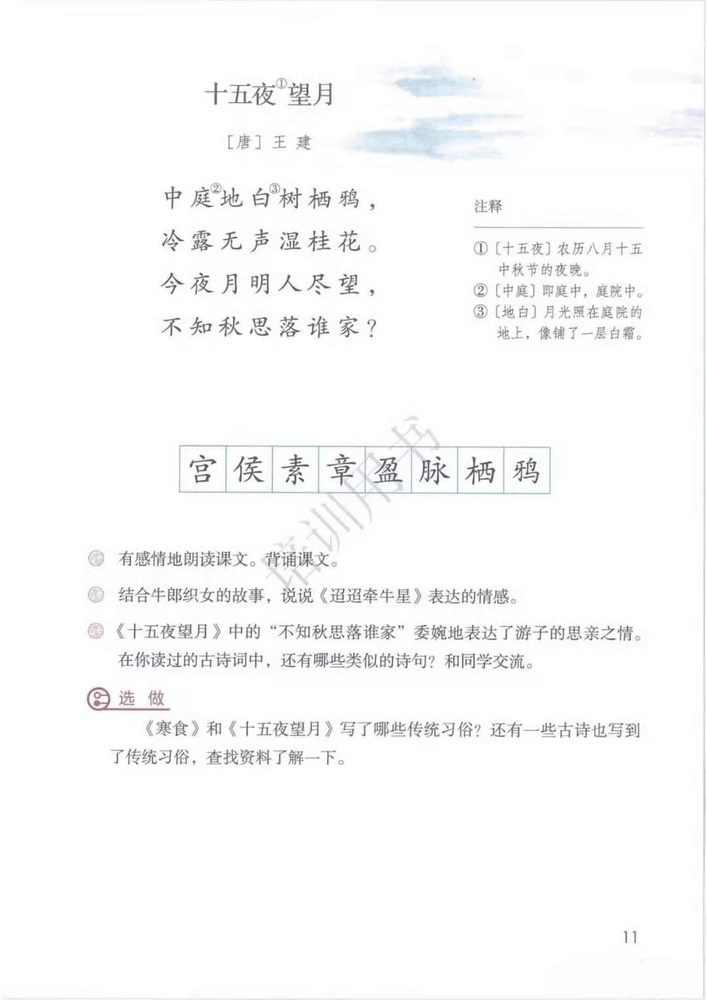 十五夜①望月
［唐］王 建
中庭②地白③树栖鸦，
冷露无声湿桂花。
今夜月明人尽望，
不知秋思落谁家？
注释
①〔十五夜〕农历八月十五
中秋节的夜晚。
②〔中庭〕即庭中，庭院中。
③〔地白〕月光照在庭院的
地上，像铺了一层白霜。
宫侯素章盈脉栖鸦
培训用书
有感情地朗读课文。背诵课文。
结合牛郎织女的故事，说说《迢迢牵牛星》表达的情感。
《十五夜望月》中的“不知秋思落谁家”委婉地表达了游子的思亲之情。
在你读过的古诗词中，还有哪些类似的诗句？和同学交流。
选 做
《寒食》和《十五夜望月》写了哪些传统习俗？还有一些古诗也写到
了传统习俗，查找资料了解一下。
11